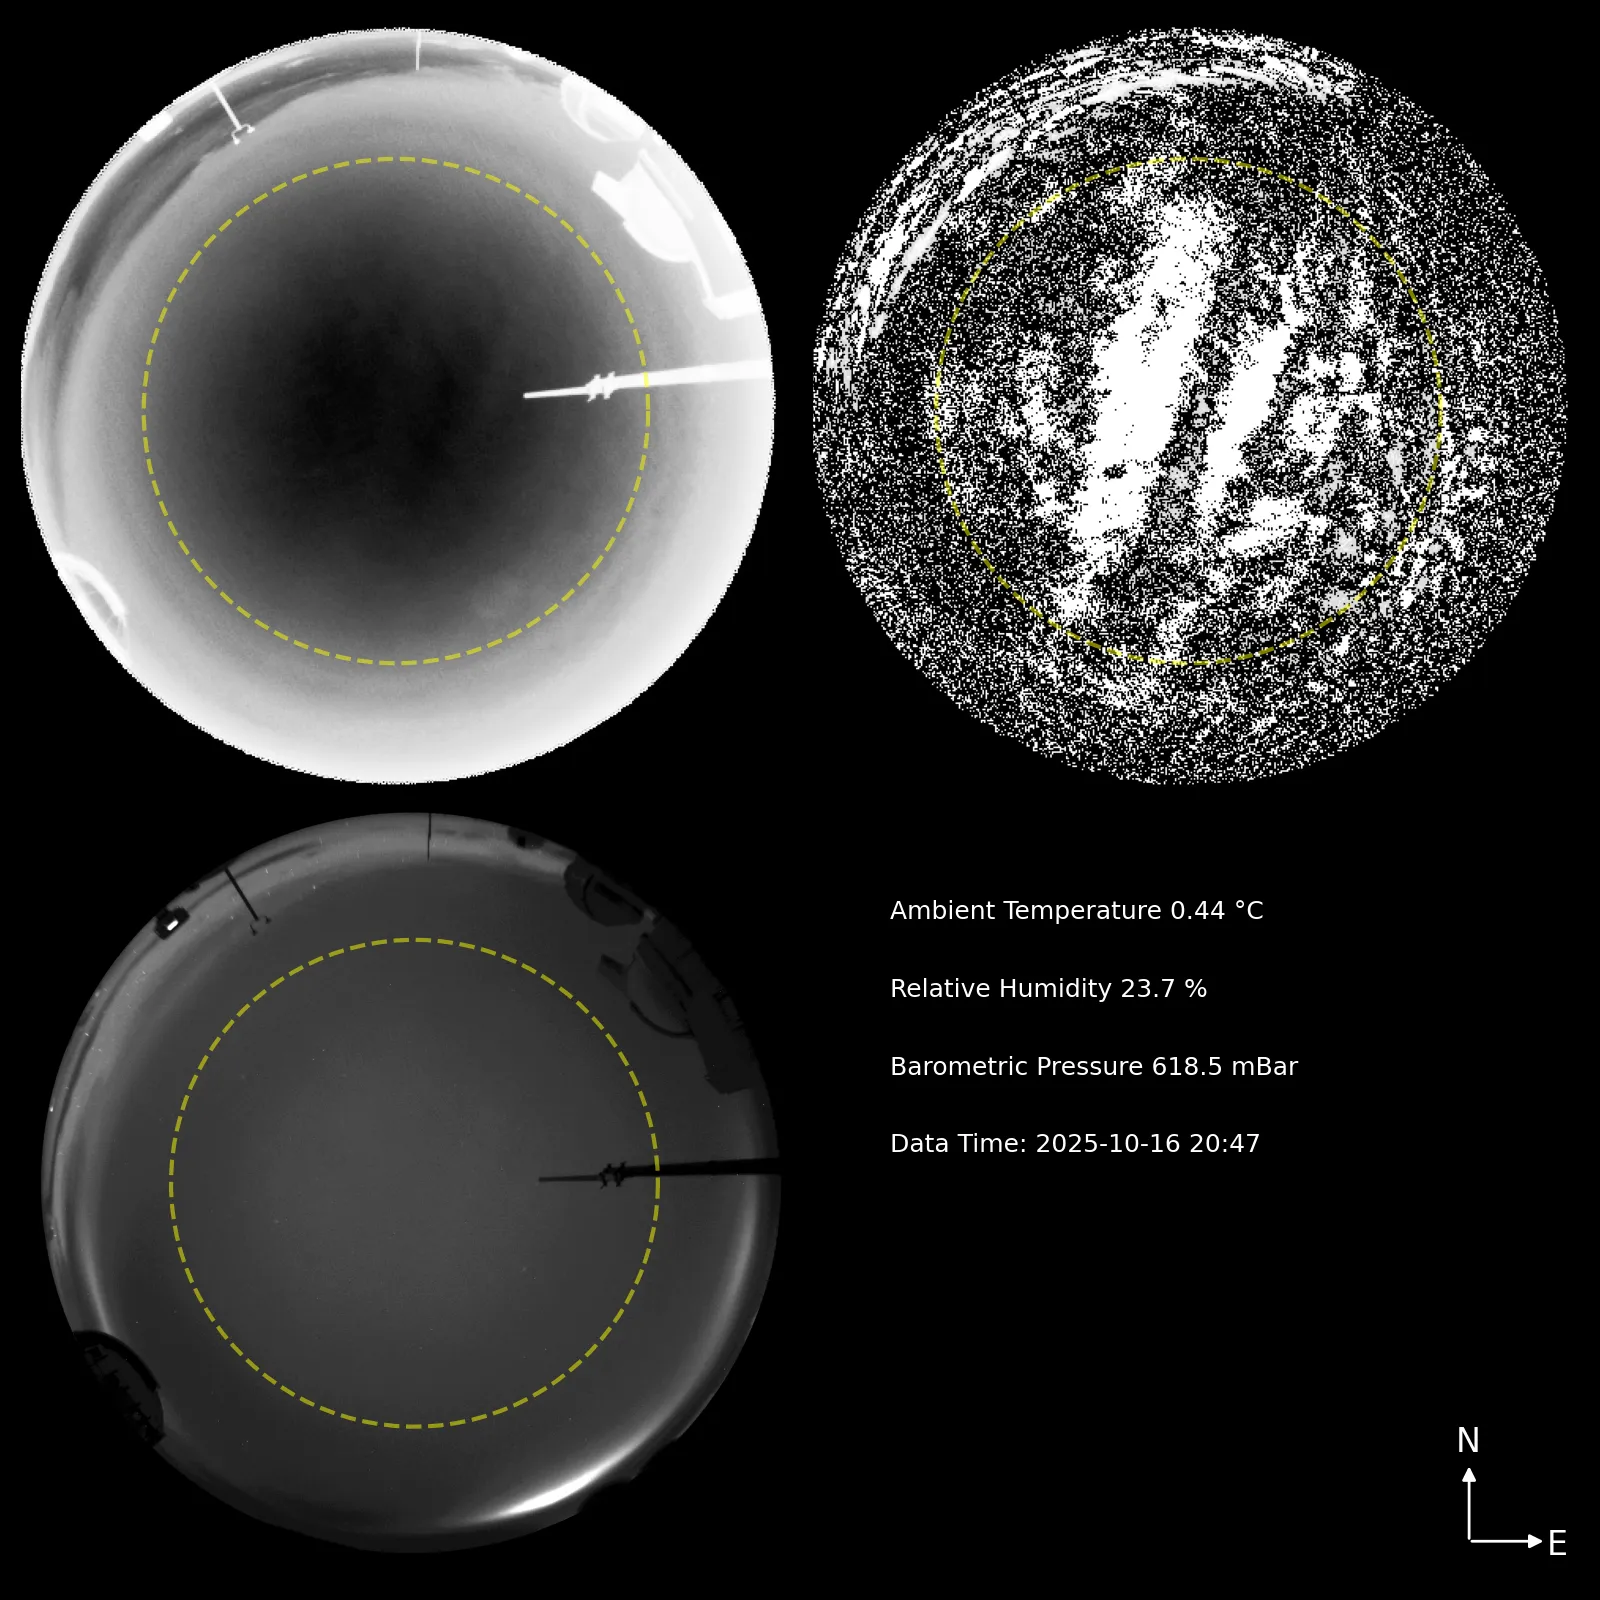 Ambient Temperature 0.44 °C
Relative Humidity 23.7 %
Barometric Pressure 618.5 mBar
Data Time: 2025-10-16 20:47
N
E